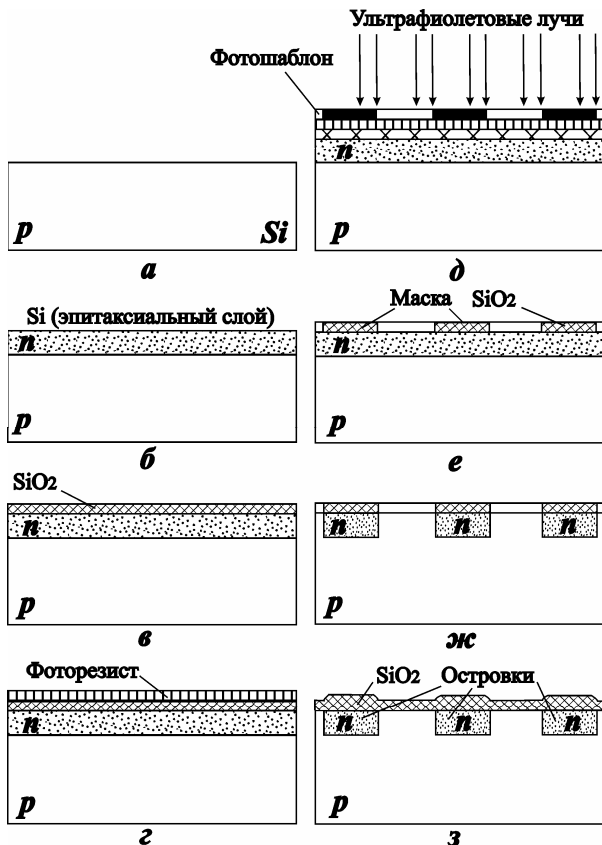 p
Si
а
Si (эпитаксиальный слой)
n
p
б
SiO2
n
p
в
Фоторезист
n
p
г
Ультрафиолетовые лучи
Фотошаблон
n
p
д
Маска
SiO2
n
p
е
n n n
p
ж
SiO2 Островки
n n n
p
з